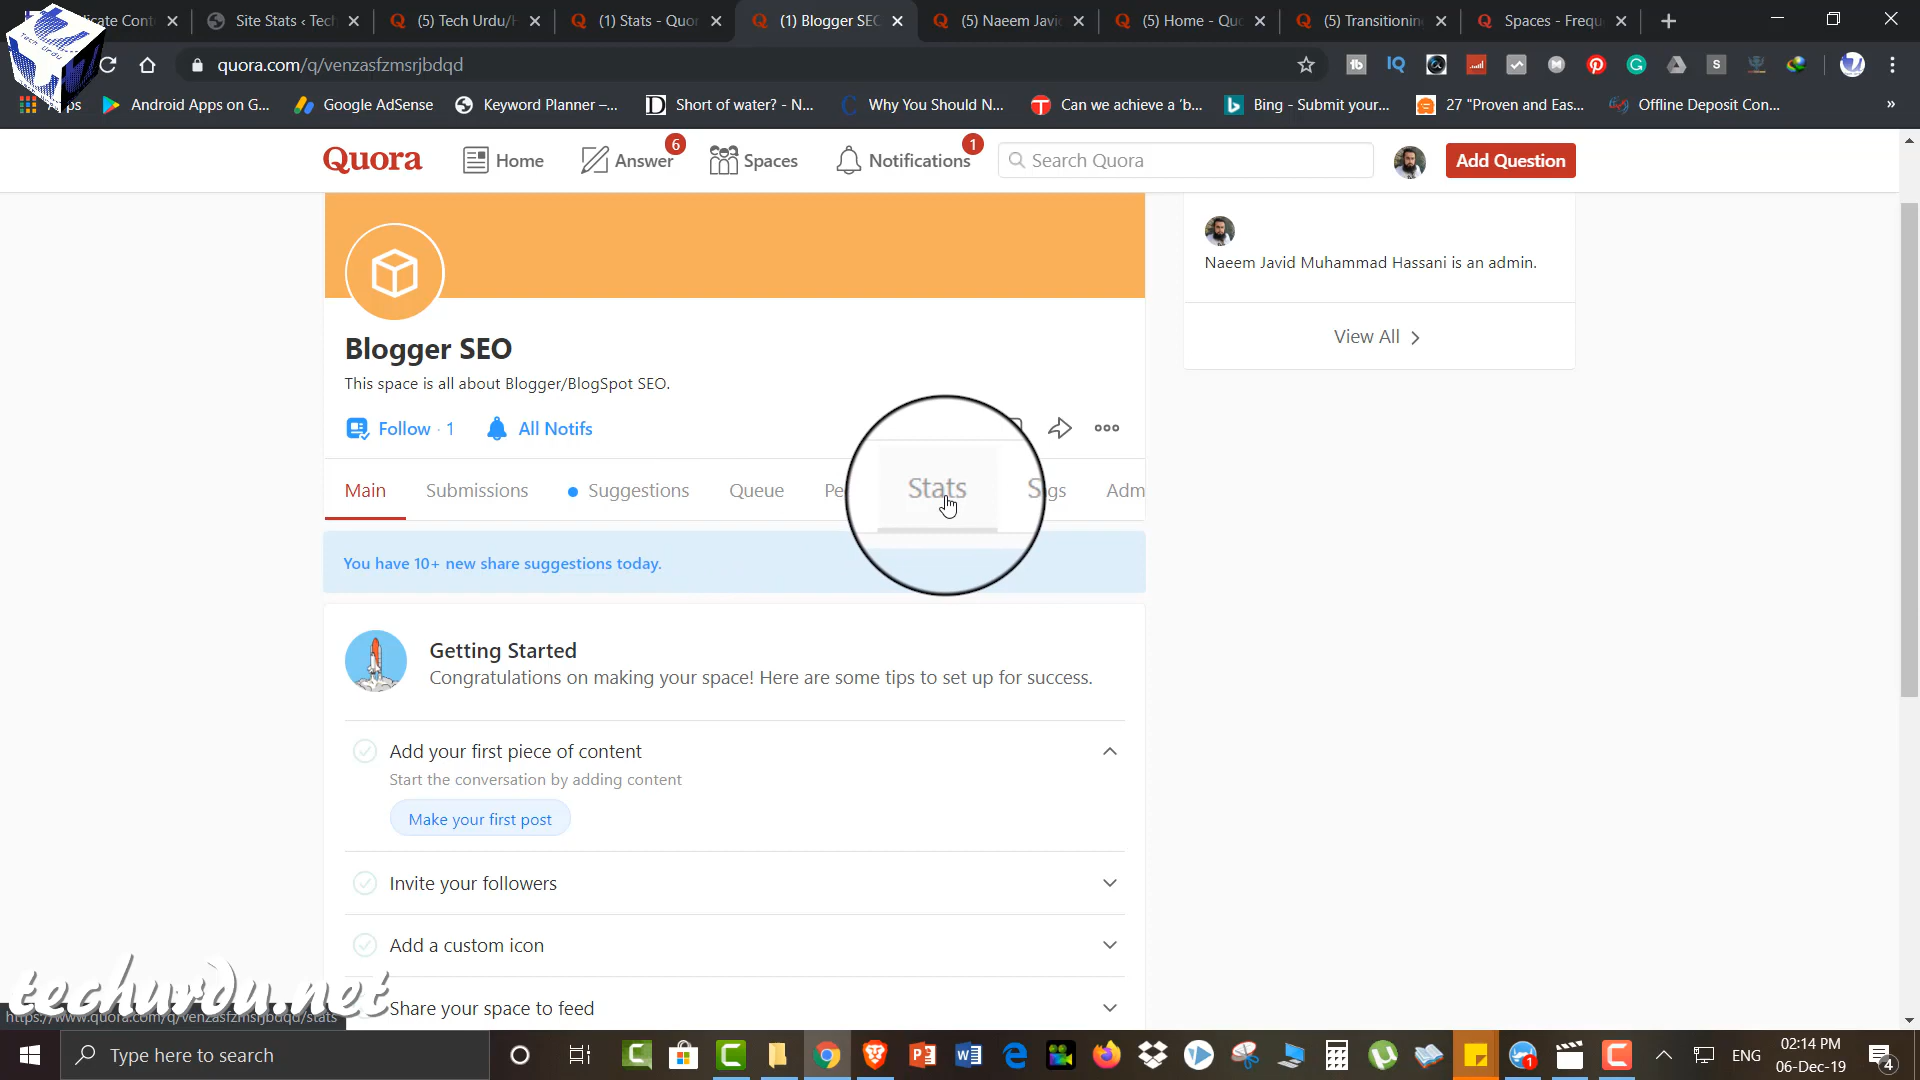 Tech Urdu
icate Cont
Site Stats ‹ Tech
(5) Tech Urdu/H
(1) Stats - Quor
(1) Blogger SEO
(5) Naeem Javi
(5) Home - Quo
(5) Transitionin
Spaces - Frequ
quora.com/q/venzasfzmsrjbdqd
Apps
Android Apps on G...
Google AdSense
Keyword Planner –...
Short of water? - N...
Why You Should N...
Can we achieve a 'b...
Bing - Submit your...
27 "Proven and Eas...
Offline Deposit Con...
»
Quora
Home
Answer
6
Spaces
Notifications
1
Search Quora
Add Question
Naeem Javid Muhammad Hassani is an admin.
View All
Blogger SEO
This space is all about Blogger/BlogSpot SEO.
Follow · 1
All Notifs
Main
Submissions
Suggestions
Queue
Pe
Stats
S gs
Adm
You have 10+ new share suggestions today.
Getting Started
Congratulations on making your space! Here are some tips to set up for success.
Add your first piece of content
Start the conversation by adding content
Make your first post
Invite your followers
Add a custom icon
Share your space to feed
techurdu.net
https://www.quora.com/q/venzasfzmsrjbdqd/stats
Type here to search
ENG
02:14 PM
06-Dec-19
4